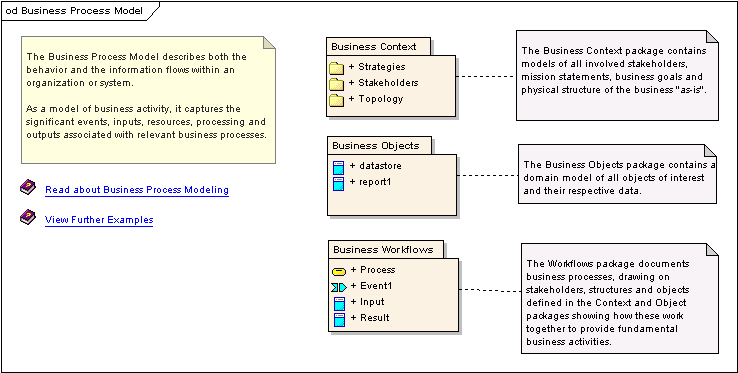 od Business Process Model
The Business Process Model describes both the
behavior and the information flows within an
organization or system.
As a model of business activity, it captures the
significant events, inputs, resources, processing and
outputs associated with relevant business processes.
Read about Business Process Modeling
View Further Examples
Business Context
+ Strategies
+ Stakeholders
+ Topology
The Business Context package contains
models of all involved stakeholders,
mission statements, business goals and
physical structure of the business "as-is".
Business Objects
+ datastore
+ report1
The Business Objects package contains a
domain model of all objects of interest
and their respective data.
Business Workflows
+ Process
+ Event1
+ Input
+ Result
The Workflows package documents
business processes, drawing on
stakeholders, structures and objects
defined in the Context and Object
packages showing how these work
together to provide fundamental
business activities.